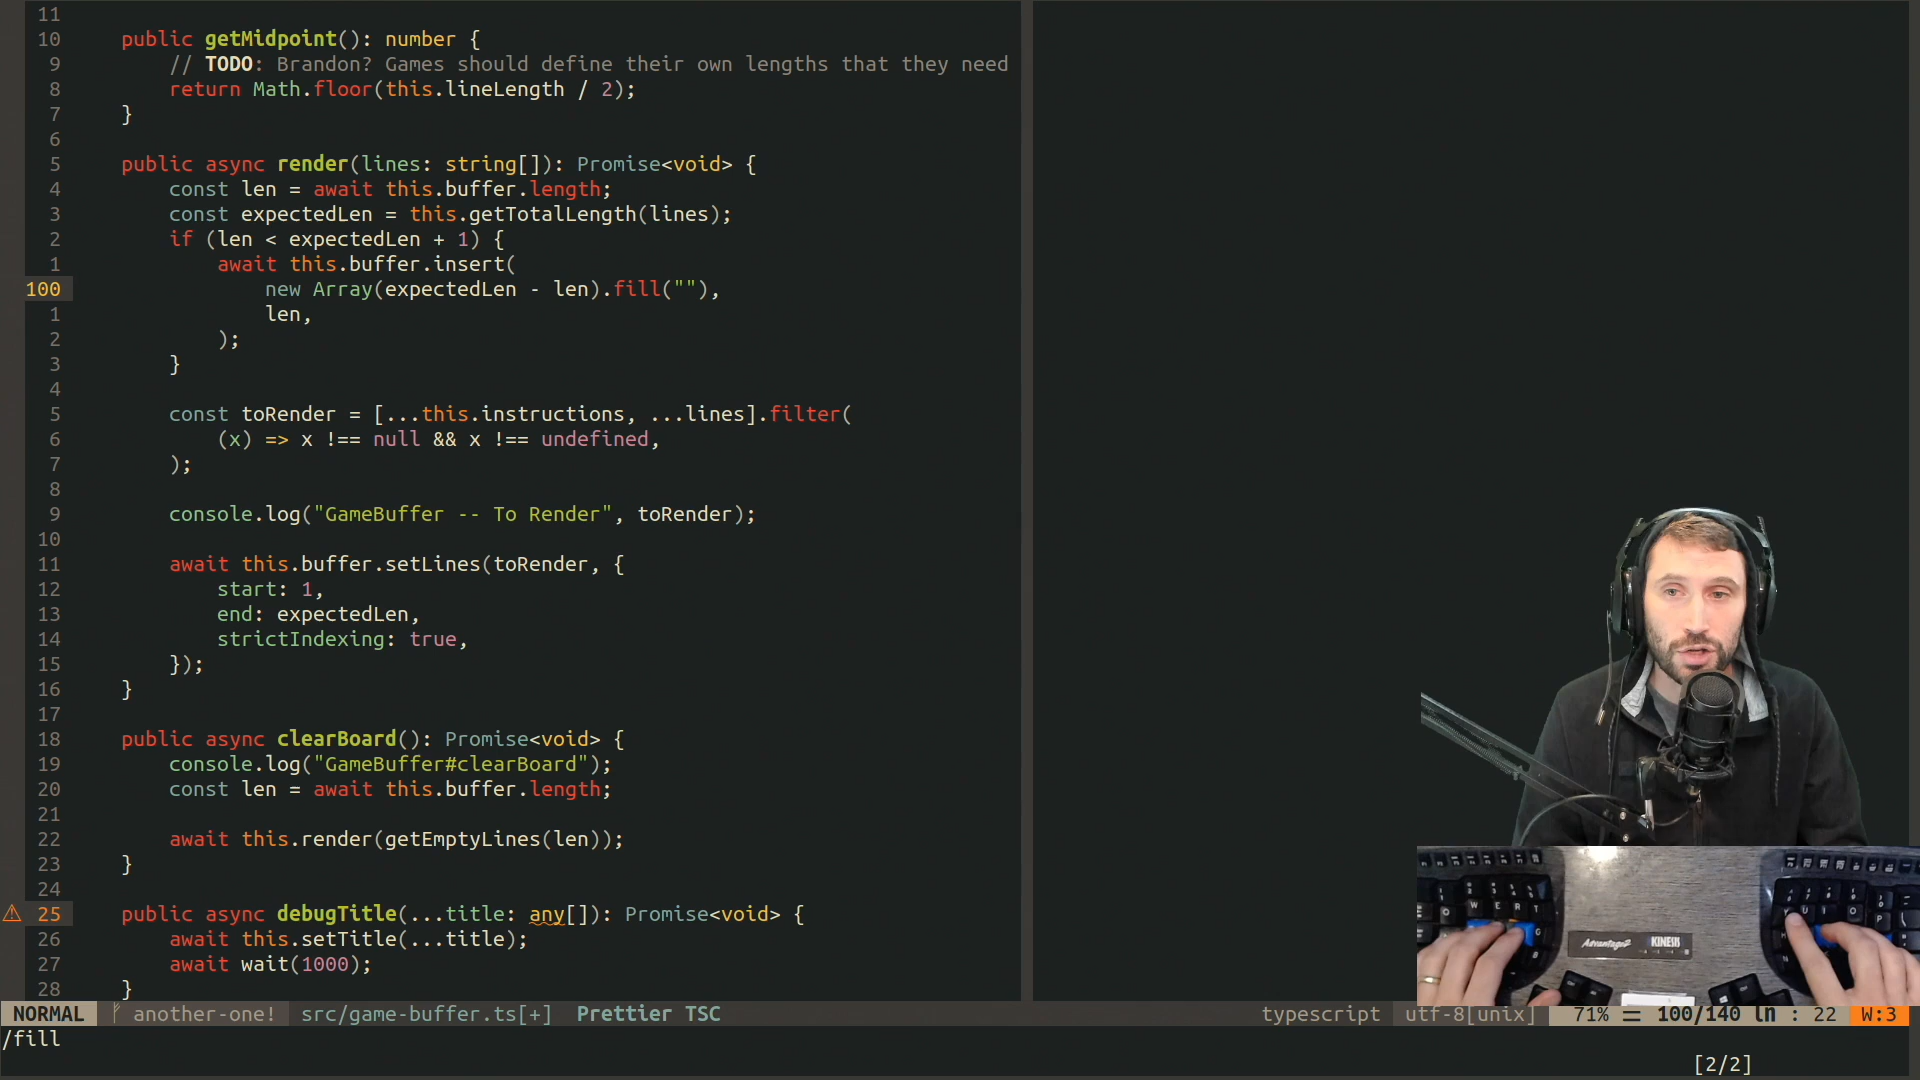 11
10 public getMidpoint(): number {
9 // TODO: Brandon? Games should define their own lengths that they need
8 return Math.floor(this.lineLength / 2);
7 }
6
5 public async render(lines: string[]): Promise<void> {
4 const len = await this.buffer.length;
3 const expectedLen = this.getTotalLength(lines);
2 if (len < expectedLen + 1) {
1 await this.buffer.insert(
100 new Array(expectedLen - len).fill(""),
1 len,
2 );
3 }
4
5 const toRender = [...this.instructions, ...lines].filter(
6 (x) => x !== null && x !== undefined,
7 );
8
9 console.log("GameBuffer -- To Render", toRender);
10
11 await this.buffer.setLines(toRender, {
12 start: 1,
13 end: expectedLen,
14 strictIndexing: true,
15 });
16 }
17
18 public async clearBoard(): Promise<void> {
19 console.log("GameBuffer#clearBoard");
20 const len = await this.buffer.length;
21
22 await this.render(getEmptyLines(len));
23 }
24
25 public async debugTitle(...title: any[]): Promise<void> {
26 await this.setTitle(...title);
27 await wait(1000);
28 }
Advantage2 KINESIS
NORMAL another-one! src/game-buffer.ts[+] Prettier TSC typescript utf-8[unix] 71% 100/140 ln : 22 W:3
/fill
[2/2]